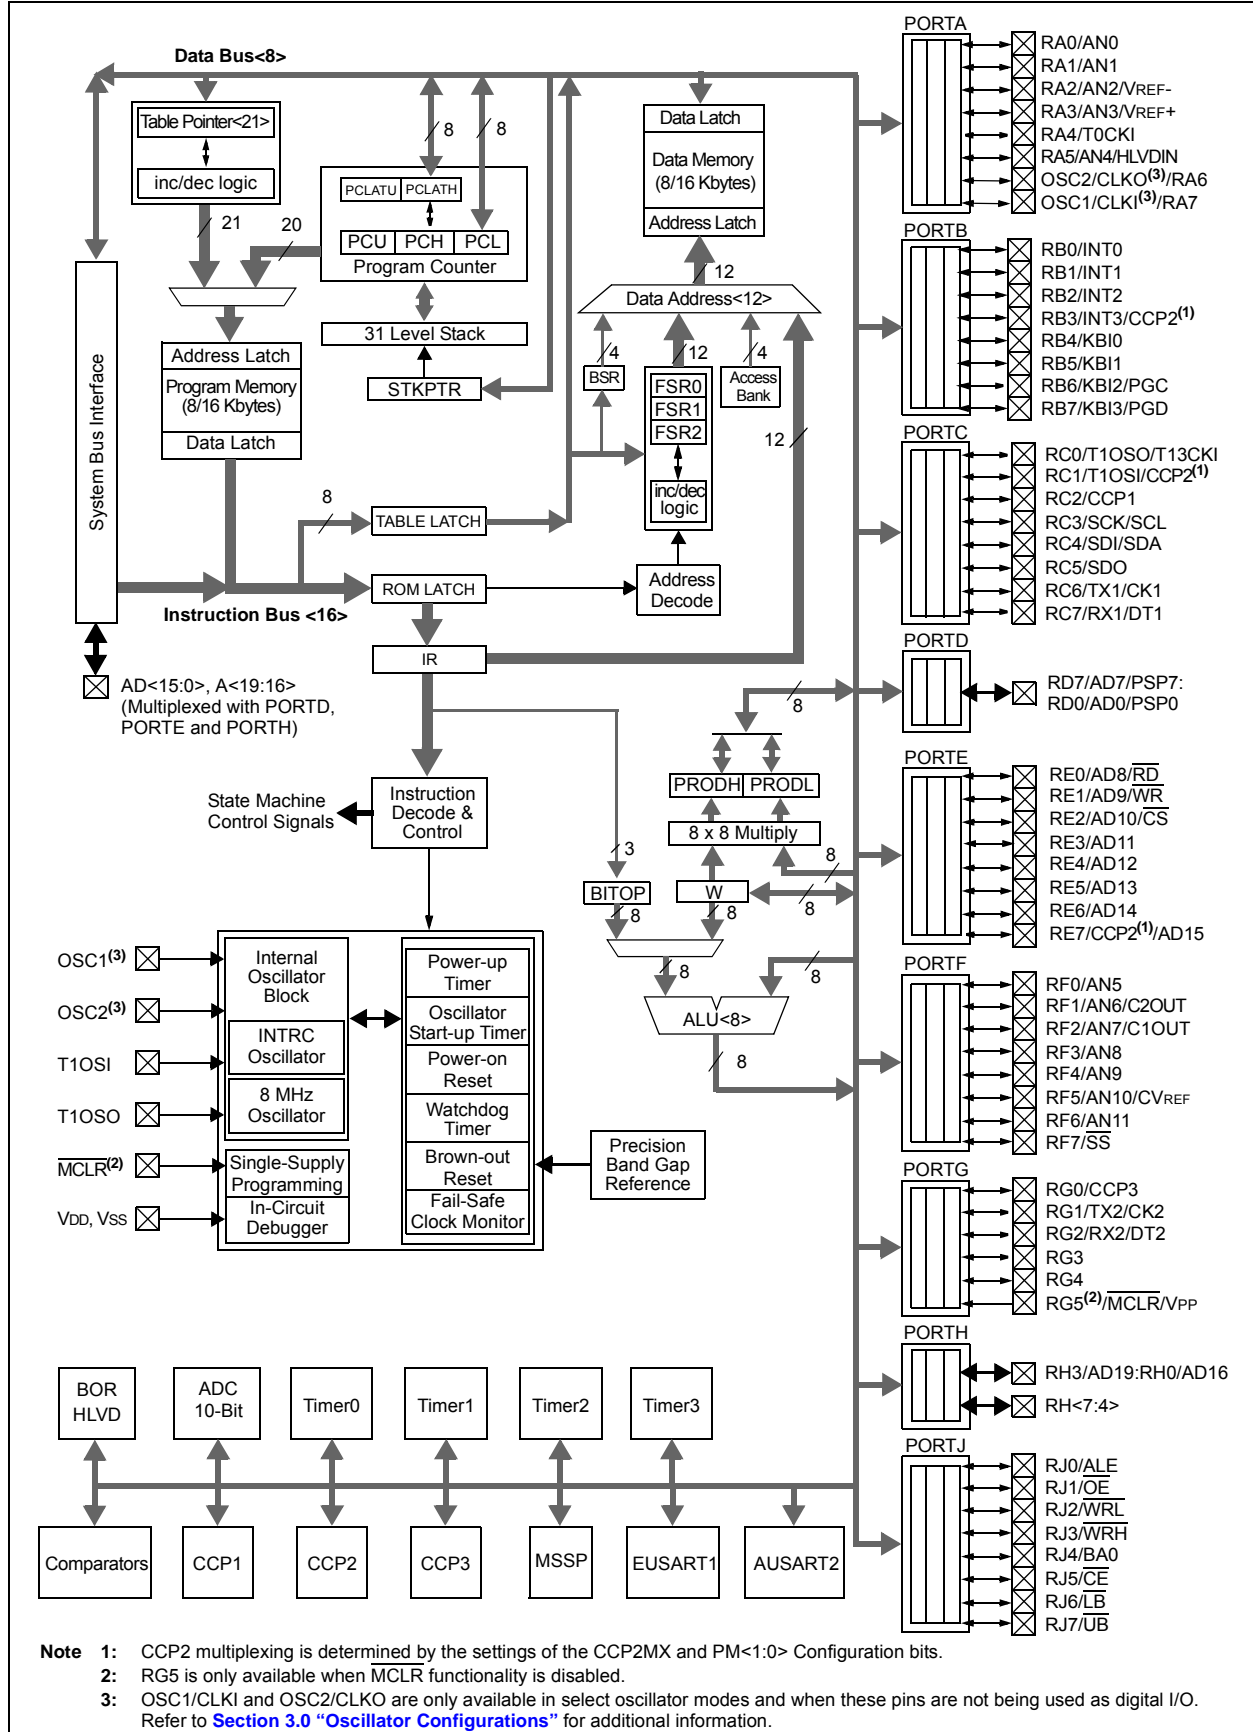 Data Bus<8>
Table Pointer<21>
inc/dec logic
21
20
System Bus Interface
Address Latch
Program Memory
(8/16 Kbytes)
Data Latch
8
8
PCLATU PCLATH
PCU PCH PCL
Program Counter
31 Level Stack
STKPTR
Data Latch
Data Memory
(8/16 Kbytes)
Address Latch
12
Data Address<12>
4
12
4
BSR
FSR0
FSR1
FSR2
inc/dec
logic
Access
Bank
12
8
TABLE LATCH
ROM LATCH
Address
Decode
Instruction Bus <16>
IR
AD<15:0>, A<19:16>
(Multiplexed with PORTD,
PORTE and PORTH)
8
PRODH PRODL
8 x 8 Multiply
State Machine
Control Signals
Instruction
Decode &
Control
3
8
BITOP
W
8
8
8
8
8
ALU<8>
8
OSC1(3)
OSC2(3)
T1OSI
T1OSO
MCLR(2)
VDD, VSS
Internal
Oscillator
Block
INTRC
Oscillator
8 MHz
Oscillator
Single-Supply
Programming
In-Circuit
Debugger
Power-up
Timer
Oscillator
Start-up Timer
Power-on
Reset
Watchdog
Timer
Brown-out
Reset
Fail-Safe
Clock Monitor
Precision
Band Gap
Reference
BOR
HLVD
ADC
10-Bit
Timer0
Timer1
Timer2
Timer3
Comparators
CCP1
CCP2
CCP3
MSSP
EUSART1
AUSART2
PORTA
RA0/AN0
RA1/AN1
RA2/AN2/VREF-
RA3/AN3/VREF+
RA4/T0CKI
RA5/AN4/HLVDIN
OSC2/CLKO(3)/RA6
OSC1/CLKI(3)/RA7
PORTB
RB0/INT0
RB1/INT1
RB2/INT2
RB3/INT3/CCP2(1)
RB4/KBI0
RB5/KBI1
RB6/KBI2/PGC
RB7/KBI3/PGD
PORTC
RC0/T1OSO/T13CKI
RC1/T1OSI/CCP2(1)
RC2/CCP1
RC3/SCK/SCL
RC4/SDI/SDA
RC5/SDO
RC6/TX1/CK1
RC7/RX1/DT1
PORTD
RD7/AD7/PSP7:
RD0/AD0/PSP0
PORTE
RE0/AD8/RD
RE1/AD9/WR
RE2/AD10/CS
RE3/AD11
RE4/AD12
RE5/AD13
RE6/AD14
RE7/CCP2(1)/AD15
PORTF
RF0/AN5
RF1/AN6/C2OUT
RF2/AN7/C1OUT
RF3/AN8
RF4/AN9
RF5/AN10/CVREF
RF6/AN11
RF7/SS
PORTG
RG0/CCP3
RG1/TX2/CK2
RG2/RX2/DT2
RG3
RG4
RG5(2)/MCLR/VPP
PORTH
RH3/AD19:RH0/AD16
RH<7:4>
PORTJ
RJ0/ALE
RJ1/OE
RJ2/WRL
RJ3/WRH
RJ4/BA0
RJ5/CE
RJ6/LB
RJ7/UB
Note 1: CCP2 multiplexing is determined by the settings of the CCP2MX and PM<1:0> Configuration bits.
2: RG5 is only available when MCLR functionality is disabled.
3: OSC1/CLKI and OSC2/CLKO are only available in select oscillator modes and when these pins are not being used as digital I/O.
Refer to Section 3.0 “Oscillator Configurations” for additional information.